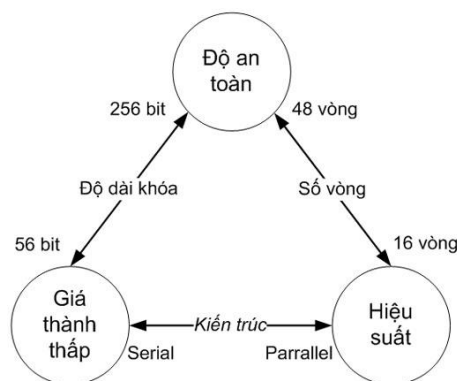 Độ an
toàn
256 bit
48 vòng
Độ dài khóa
Số vòng
56 bit
16 vòng
Giá
thành
thấp
Kiến trúc
Hiệu
suất
Serial
Parrallel